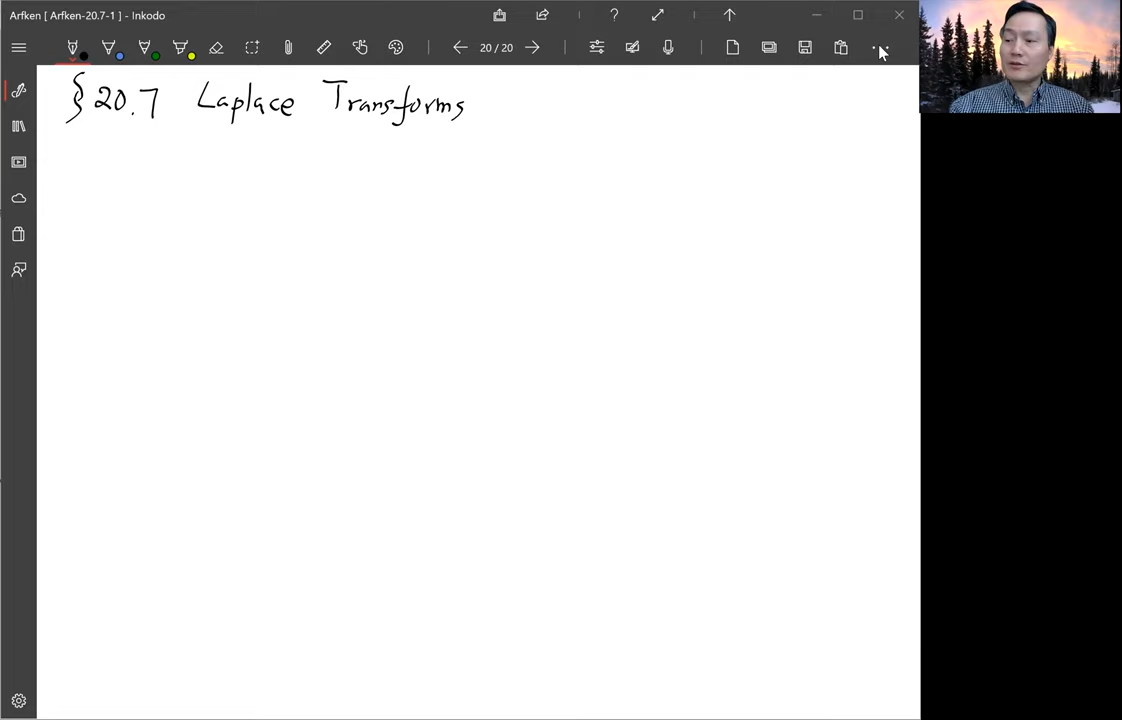 Arfken [ Arfken-20.7-1 ] - Inkodo
20 / 20
§ 20.7 Laplace Transforms